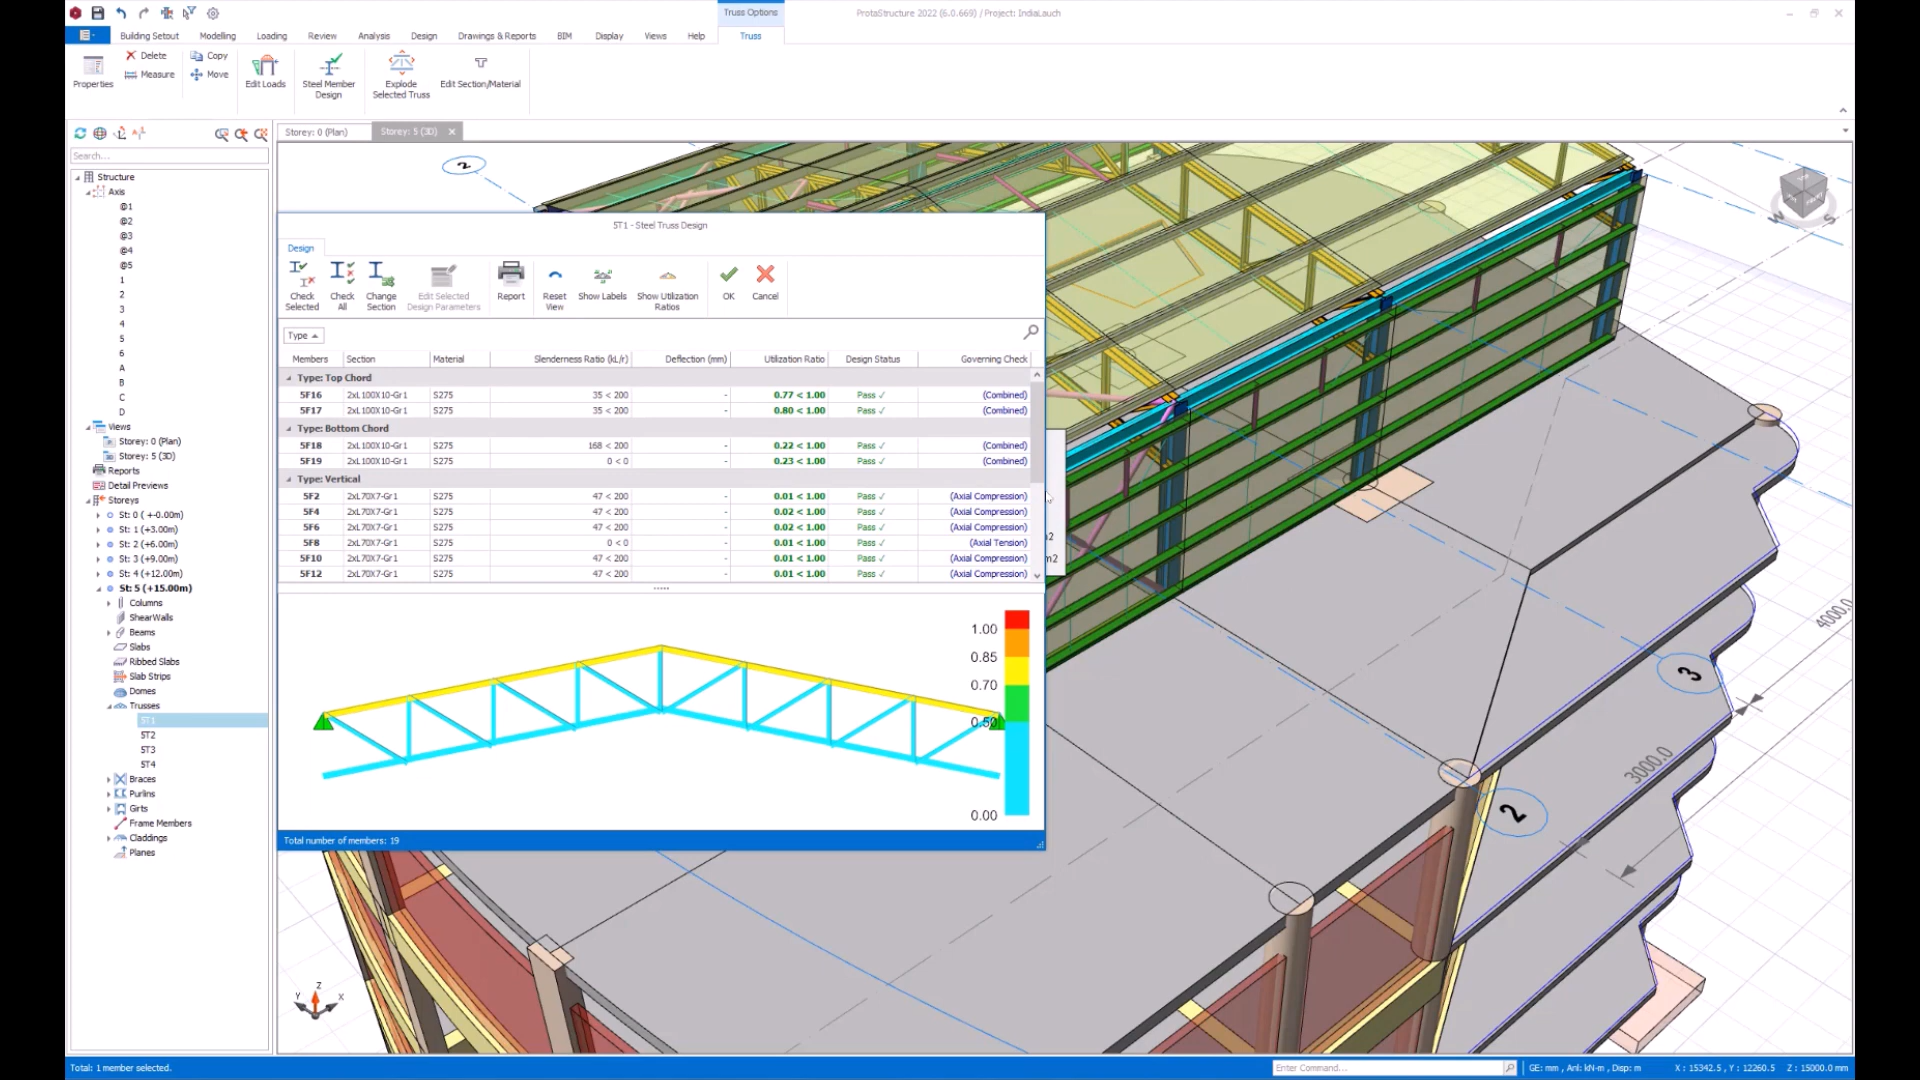 Truss Options
ProtaStructure 2022 (6.0.669) / Project: IndiaLauch
Building Setout Modelling Loading Review Analysis Design Drawings & Reports BIM Display Views Help Truss
Properties
Delete
Measure
Copy
Move
Edit Loads
Steel Member Design
Explode Selected Truss
Edit Section/Material
Search...
Structure
Axis
@1
@2
@3
@4
@5
1
2
3
4
5
6
A
B
C
D
Views
Storey: 0 (Plan)
Storey: 5 (3D)
Reports
Detail Previews
Storeys
St: 0 ( +-0.00m)
St: 1 (+3.00m)
St: 2 (+6.00m)
St: 3 (+9.00m)
St: 4 (+12.00m)
St: 5 (+15.00m)
Columns
ShearWalls
Beams
Slabs
Ribbed Slabs
Slab Strips
Domes
Trusses
5T1
5T2
5T3
5T4
Braces
Purlins
Girts
Frame Members
Claddings
Planes
Storey: 0 (Plan) Storey: 5 (3D)
2
5T1 - Steel Truss Design
Design
Check Selected
Check All
Change Section
Edit Selected Design Parameters
Report
Reset View
Show Labels
Show Utilization Ratios
OK
Cancel
Type
Members Section Material Slenderness Ratio (kL/r) Deflection (mm) Utilization Ratio Design Status Governing Check
Type: Top Chord
5F16 2xL100X10-Gr1 S275 35 < 200 - 0.77 < 1.00 Pass ✓ (Combined)
5F17 2xL100X10-Gr1 S275 35 < 200 - 0.80 < 1.00 Pass ✓ (Combined)
Type: Bottom Chord
5F18 2xL100X10-Gr1 S275 168 < 200 - 0.22 < 1.00 Pass ✓ (Combined)
5F19 2xL100X10-Gr1 S275 0 < 0 - 0.23 < 1.00 Pass ✓ (Combined)
Type: Vertical
5F2 2xL70X7-Gr1 S275 47 < 200 - 0.01 < 1.00 Pass ✓ (Axial Compression)
5F4 2xL70X7-Gr1 S275 47 < 200 - 0.02 < 1.00 Pass ✓ (Axial Compression)
5F6 2xL70X7-Gr1 S275 47 < 200 - 0.02 < 1.00 Pass ✓ (Axial Compression)
5F8 2xL70X7-Gr1 S275 0 < 0 - 0.01 < 1.00 Pass ✓ (Axial Tension)
5F10 2xL70X7-Gr1 S275 47 < 200 - 0.01 < 1.00 Pass ✓ (Axial Compression)
5F12 2xL70X7-Gr1 S275 47 < 200 - 0.01 < 1.00 Pass ✓ (Axial Compression)
1.00
0.85
0.70
0.50
0.00
Total number of members: 19
W
S
4000.0
3
3000.0
2
Z
Y
X
Total: 1 member selected.
Enter Command...
GE: mm , Anl: kN-m , Disp: m
X : 15342.5 , Y : 12260.5
Z : 15000.0 mm